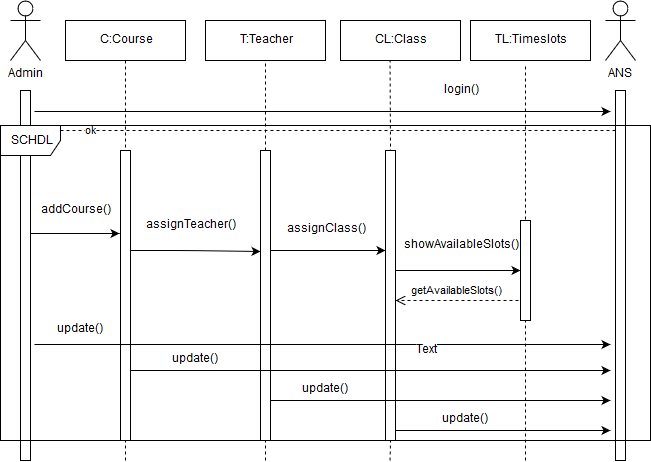 C:Course
T:Teacher
CL:Class
TL:Timeslots
Admin
ANS
login()
ok
SCHDL
addCourse()
assignTeacher()
assignClass()
showAvailableSlots()
getAvailableSlots()
update()
Text
update()
update()
update()